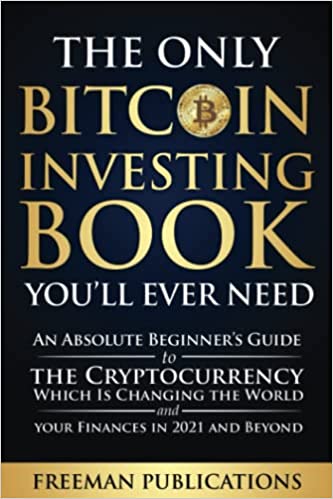 THE ONLY
BITCOIN
INVESTING
BOOK
YOU'LL EVER NEED
AN ABSOLUTE BEGINNER'S GUIDE
to
THE CRYPTOCURRENCY
WHICH IS CHANGING THE WORLD
and
YOUR FINANCES IN 2021 AND BEYOND
FREEMAN PUBLICATIONS